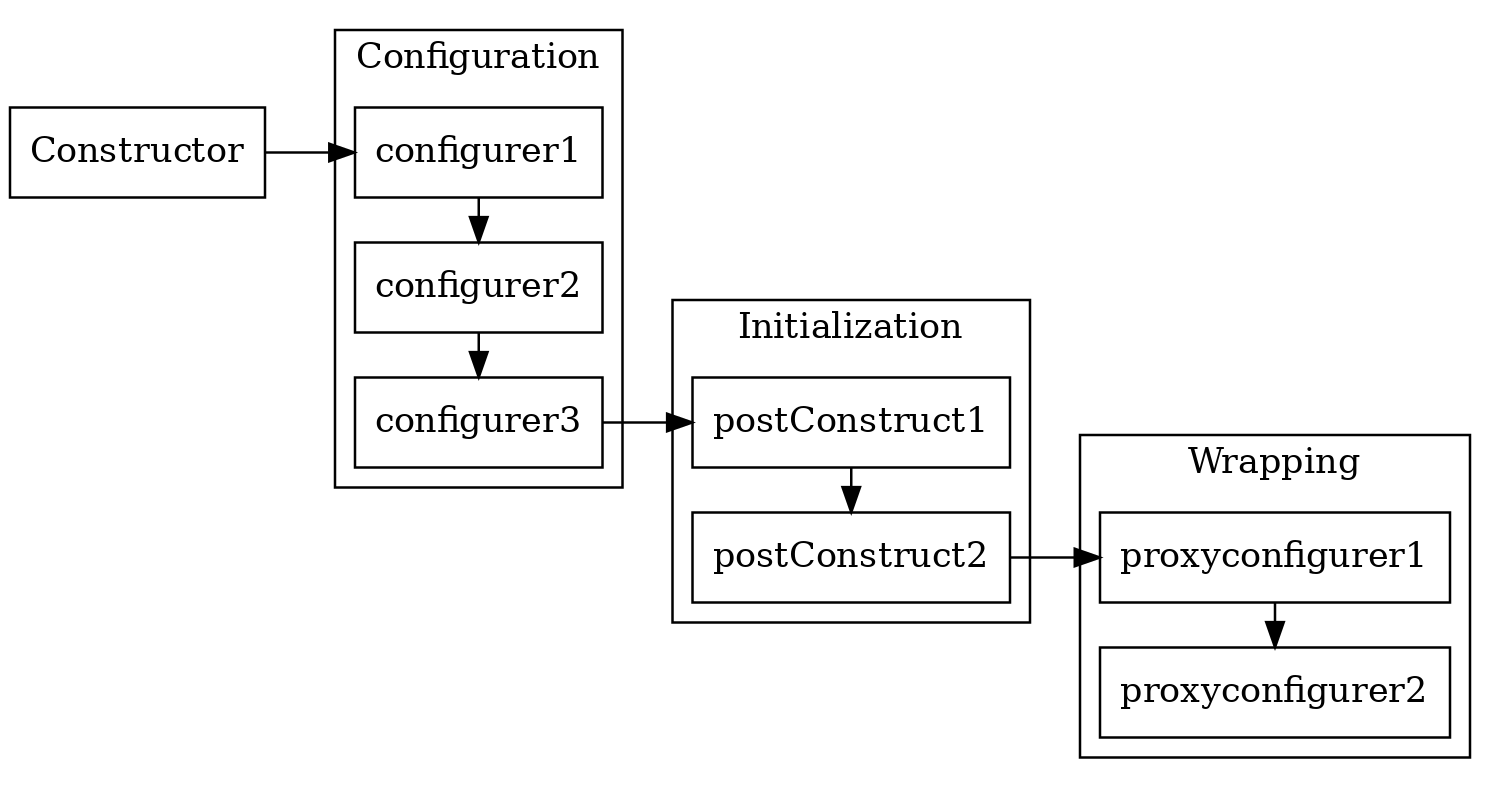 Constructor
Configuration
configurer1
configurer2
configurer3
Initialization
postConstruct1
postConstruct2
Wrapping
proxyconfigurer1
proxyconfigurer2